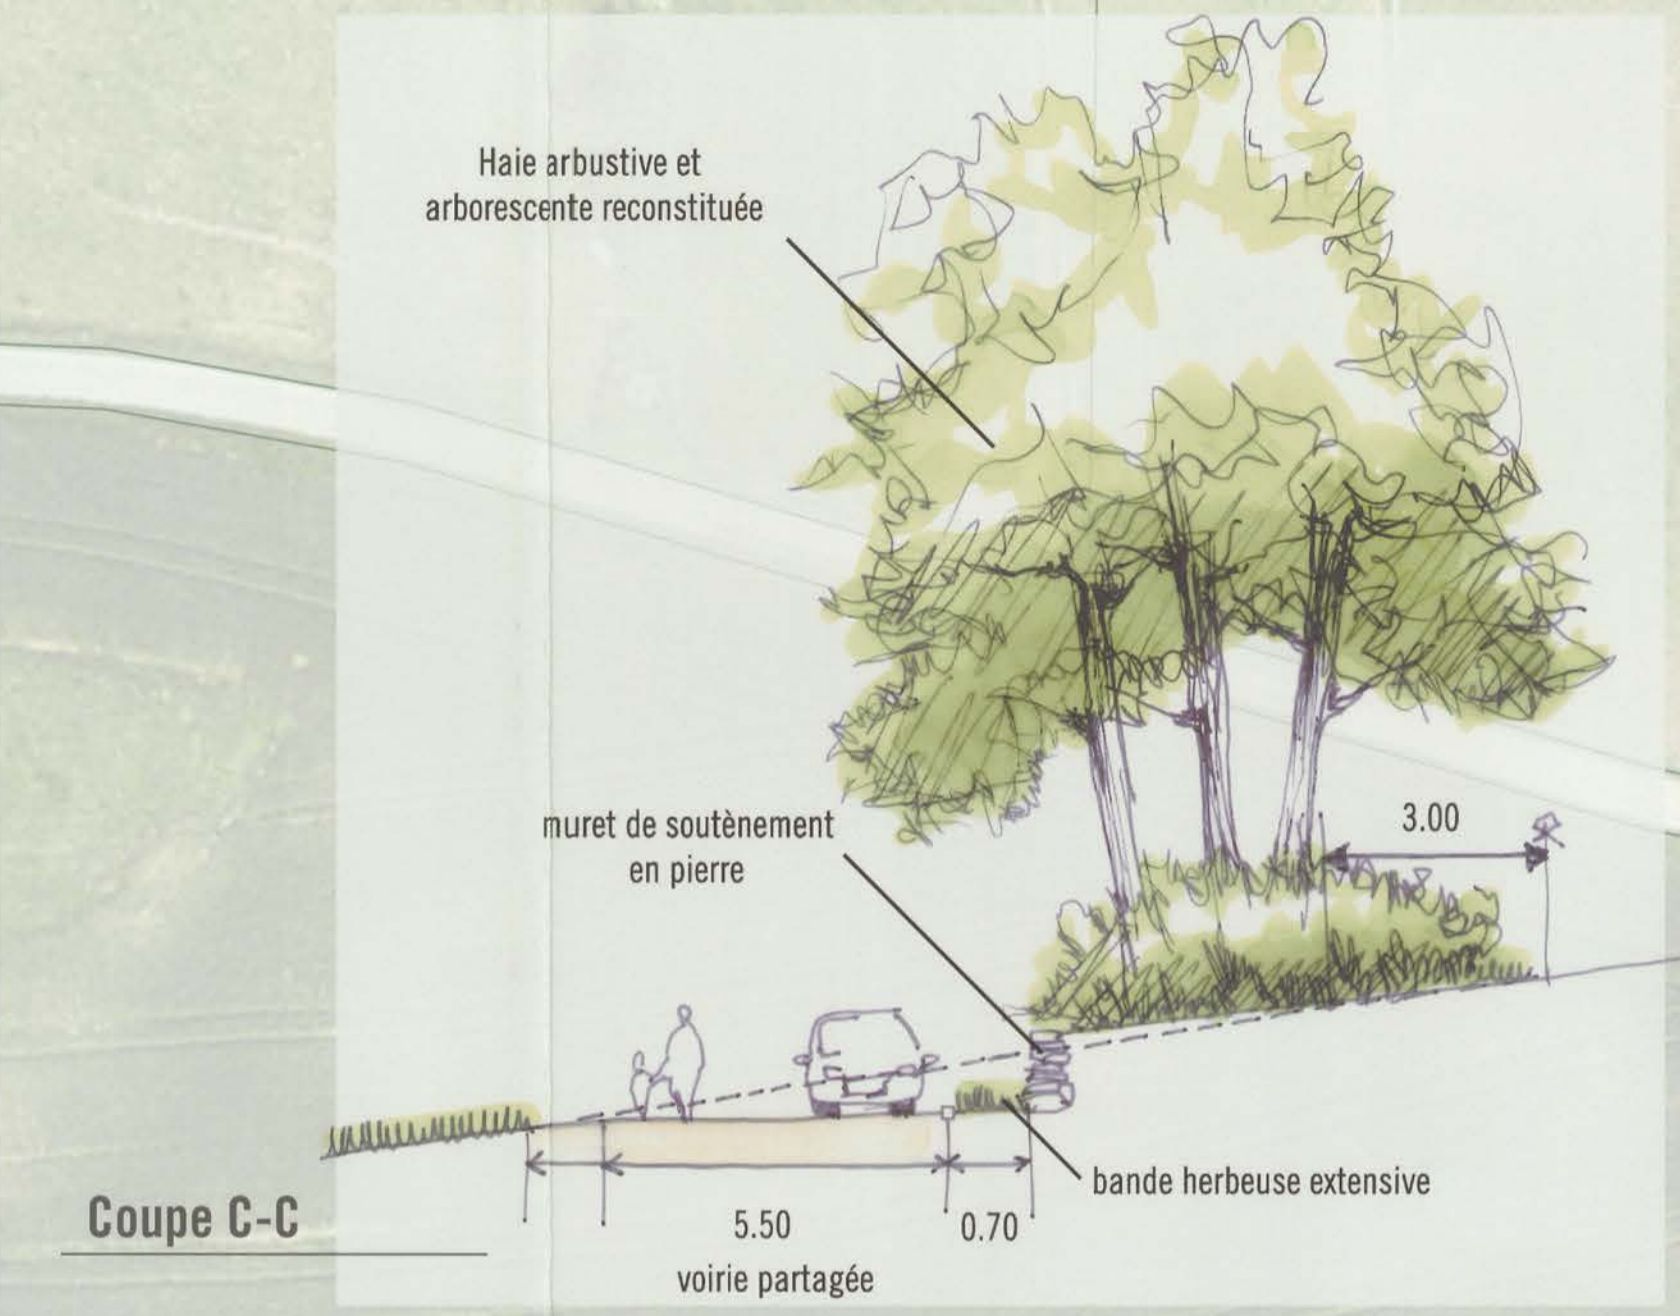 Haie arbustive et
arborescente reconstituée
muret de soutènement
en pierre
3.00
bande herbeuse extensive
Coupe C-C
5.50
0.70
voirie partagée